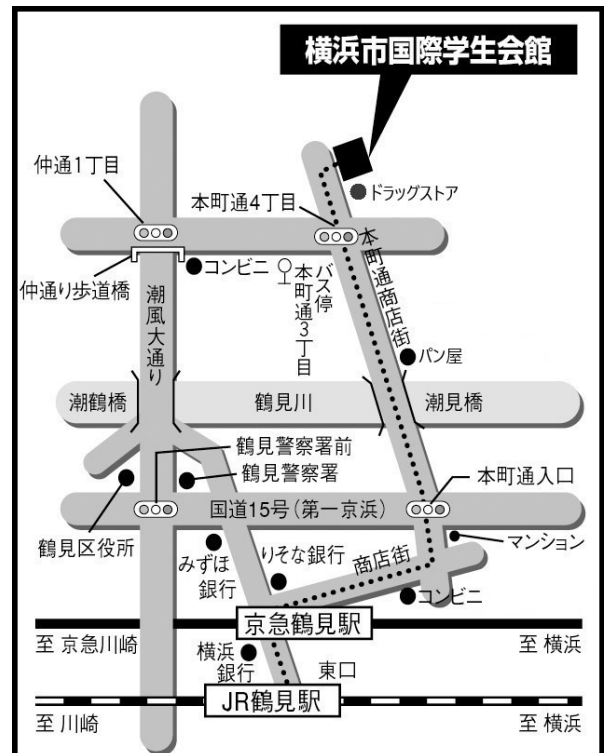 横浜市国際学生会館
仲通1丁目
本町通4丁目
ドラッグストア
仲通り歩道橋
コンビニ
バス停
本町通3丁目
本町通商店街
潮風大通り
パン屋
潮鶴橋
鶴見川
潮見橋
鶴見警察署前
鶴見警察署
本町通入口
国道15号(第一京浜)
鶴見区役所
みずほ
銀行
りそな銀行
商店街
マンション
コンビニ
京急鶴見駅
至 京急川崎
至 横浜
横浜
銀行
東口
JR鶴見駅
至 川崎
至 横浜